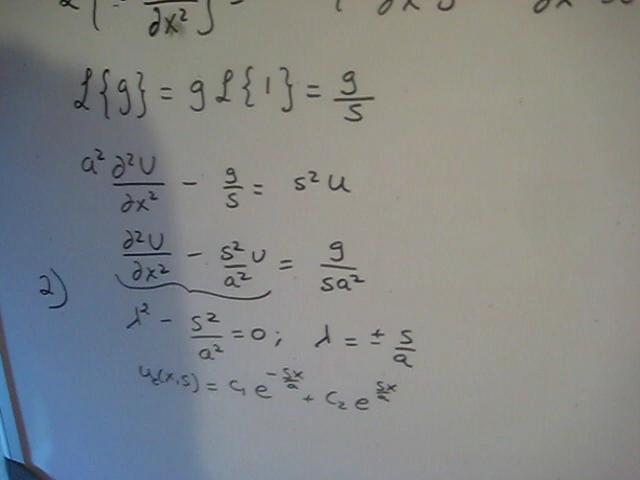 ∂x²
ℒ{g} = g ℒ{1} = g/s
a² ∂²U/∂x² - g/s = s² U
2) ∂²U/∂x² - s²/a² U = g/sa²
λ² - s²/a² = 0; λ = ± s/a
U_c(x,s) = c₁ e^(-sx/a) + c₂ e^(sx/a)